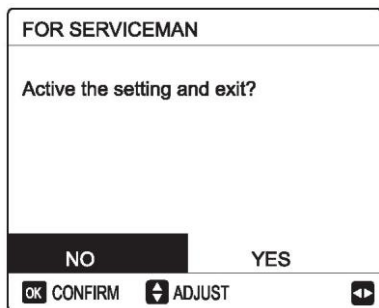 FOR SERVICEMAN
Active the setting and exit?
NO YES
OK CONFIRM ADJUST